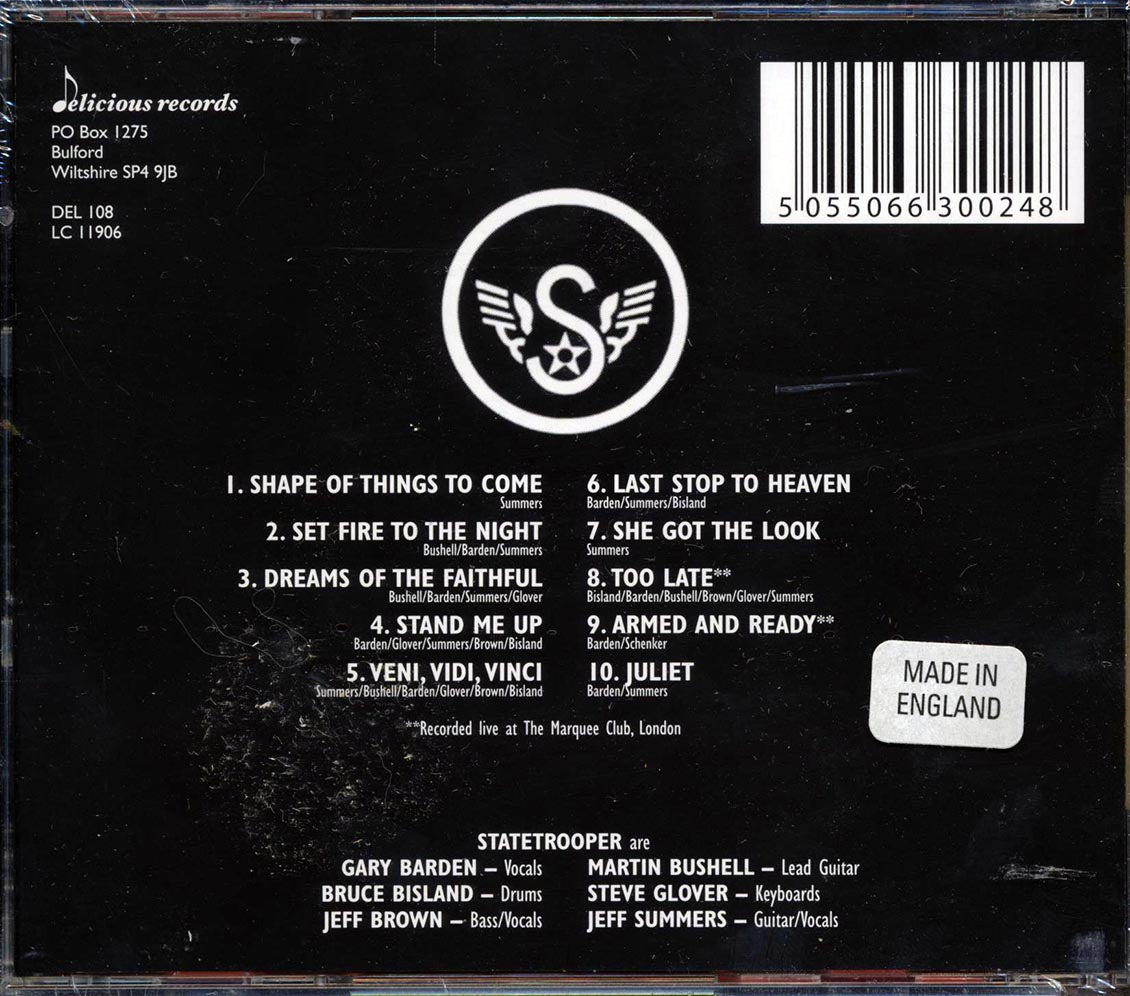 delicious records
PO Box 1275
Bulford
Wiltshire SP4 9JB
DEL 108
LC 11906
5 055066 300248
S
1. SHAPE OF THINGS TO COME
Summers
2. SET FIRE TO THE NIGHT
Bushell/Barden/Summers
3. DREAMS OF THE FAITHFUL
Bushell/Barden/Summers/Glover
4. STAND ME UP
Barden/Glover/Summers/Brown/Bisland
5. VENI, VIDI, VINCI
Summers/Bushell/Barden/Glover/Brown/Bisland
6. LAST STOP TO HEAVEN
Barden/Summers/Bisland
7. SHE GOT THE LOOK
Summers
8. TOO LATE**
Bisland/Barden/Bushell/Brown/Glover/Summers
9. ARMED AND READY**
Barden/Schenker
10. JULIET
Barden/Summers
**Recorded live at The Marquee Club, London
MADE IN
ENGLAND
STATETROOPER are
GARY BARDEN – Vocals
BRUCE BISLAND – Drums
JEFF BROWN – Bass/Vocals
MARTIN BUSHELL – Lead Guitar
STEVE GLOVER – Keyboards
JEFF SUMMERS – Guitar/Vocals